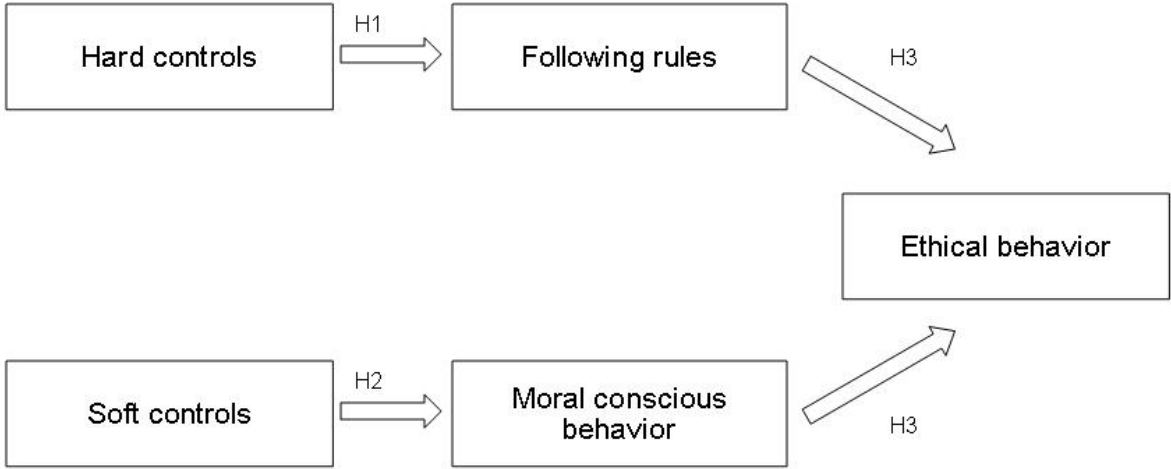 Hard controls
H1
Following rules
H3
Ethical behavior
Soft controls
H2
Moral conscious
behavior
H3